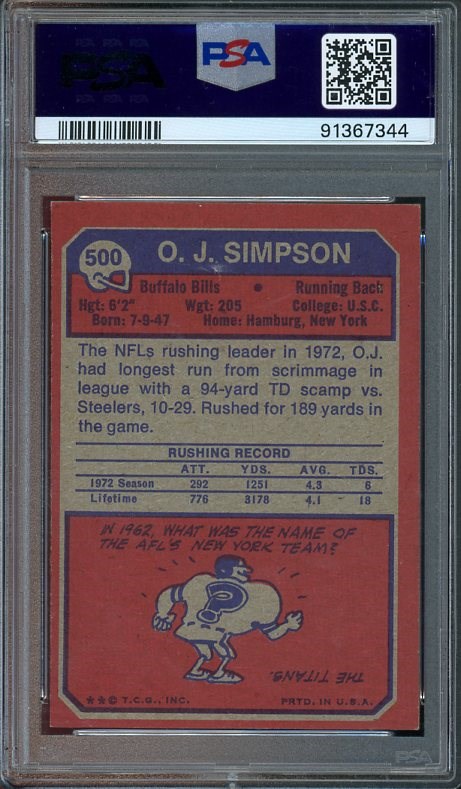 PSA
PSA
91367344
500
O. J. SIMPSON
Buffalo Bills • Running Back
Hgt: 6'2" Wgt: 205 College: U.S.C.
Born: 7-9-47 Home: Hamburg, New York
The NFLs rushing leader in 1972, O.J.
had longest run from scrimmage in
league with a 94-yard TD scamp vs.
Steelers, 10-29. Rushed for 189 yards in
the game.
RUSHING RECORD
ATT. YDS. AVG. TDS.
1972 Season 292 1251 4.3 6
Lifetime 776 3178 4.1 18
IN 1962, WHAT WAS THE NAME OF
THE AFL'S NEW YORK TEAM?
?
THE TITANS.
★★© T.C.G., INC. PRTD. IN U.S.A.
PSA